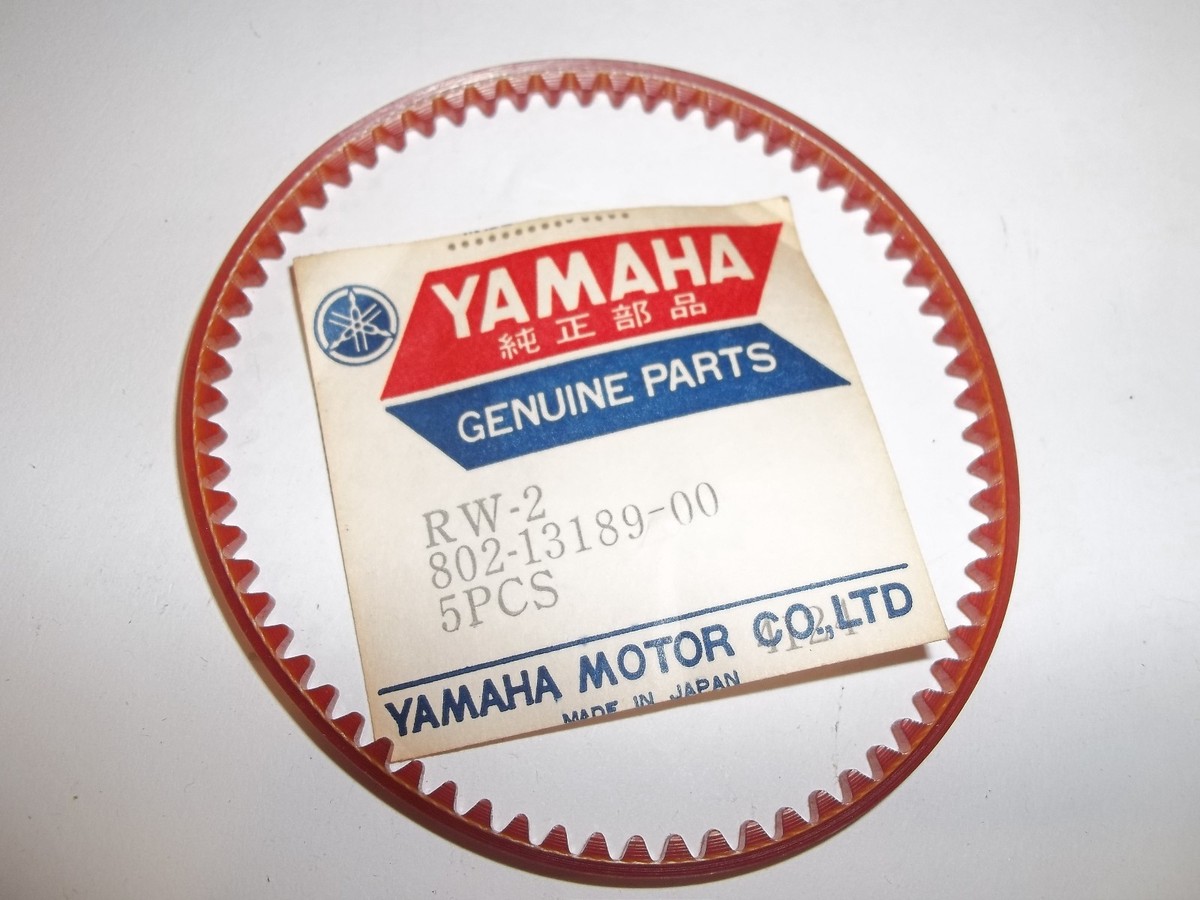 YAMAHA
純正部品
GENUINE PARTS
RW-2
802-13189-00
5PCS
YAMAHA MOTOR CO.,LTD
MADE IN JAPAN